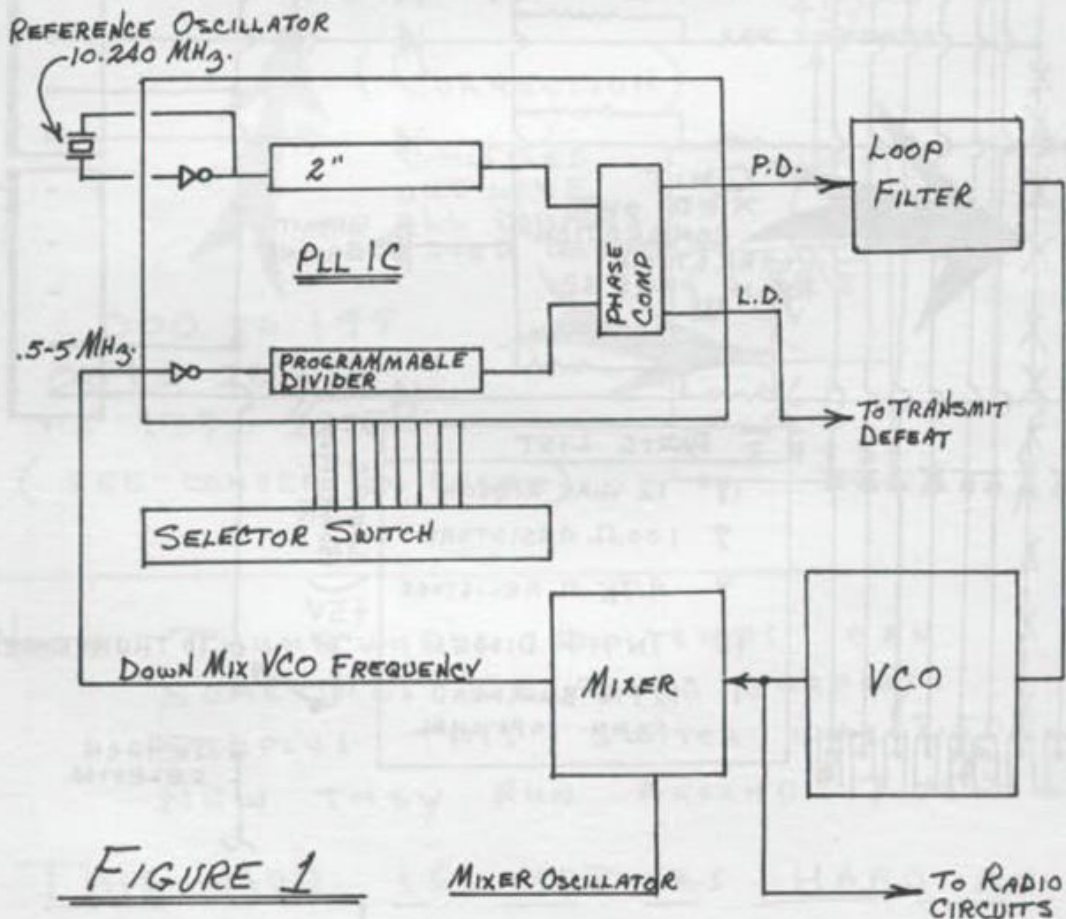 REFERENCE OSCILLATOR
10.240 MHz.
2"
PLL IC
PHASE
COMP
P.D.
LOOP
FILTER
L.D.
.5-5 MHz.
PROGRAMMABLE
DIVIDER
TO TRANSMIT
DEFEAT
SELECTOR SWITCH
DOWN MIX VCO FREQUENCY
MIXER
VCO
FIGURE 1
MIXER OSCILLATOR
TO RADIO
CIRCUITS